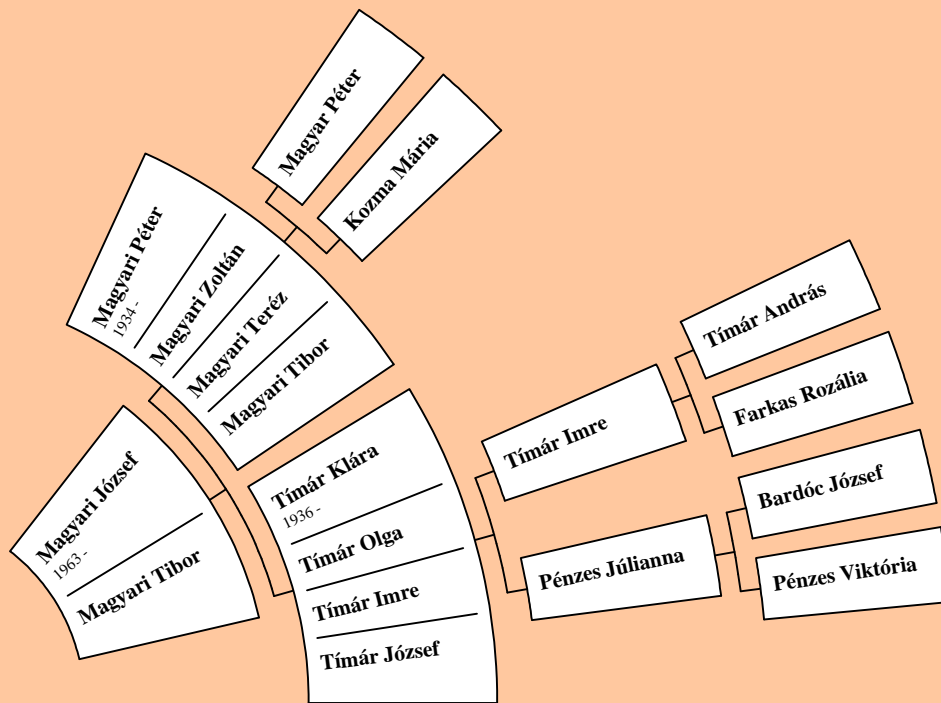 Magyar Péter
Kozma Mária
Magyari Péter
1934 -
Magyari Zoltán
Magyari Teréz
Magyari Tibor
Magyari József
1963 -
Magyari Tibor
Tímár Klára
1936 -
Tímár Olga
Tímár Imre
Tímár József
Tímár Imre
Pénzes Júlianna
Tímár András
Farkas Rozália
Bardóc József
Pénzes Viktória